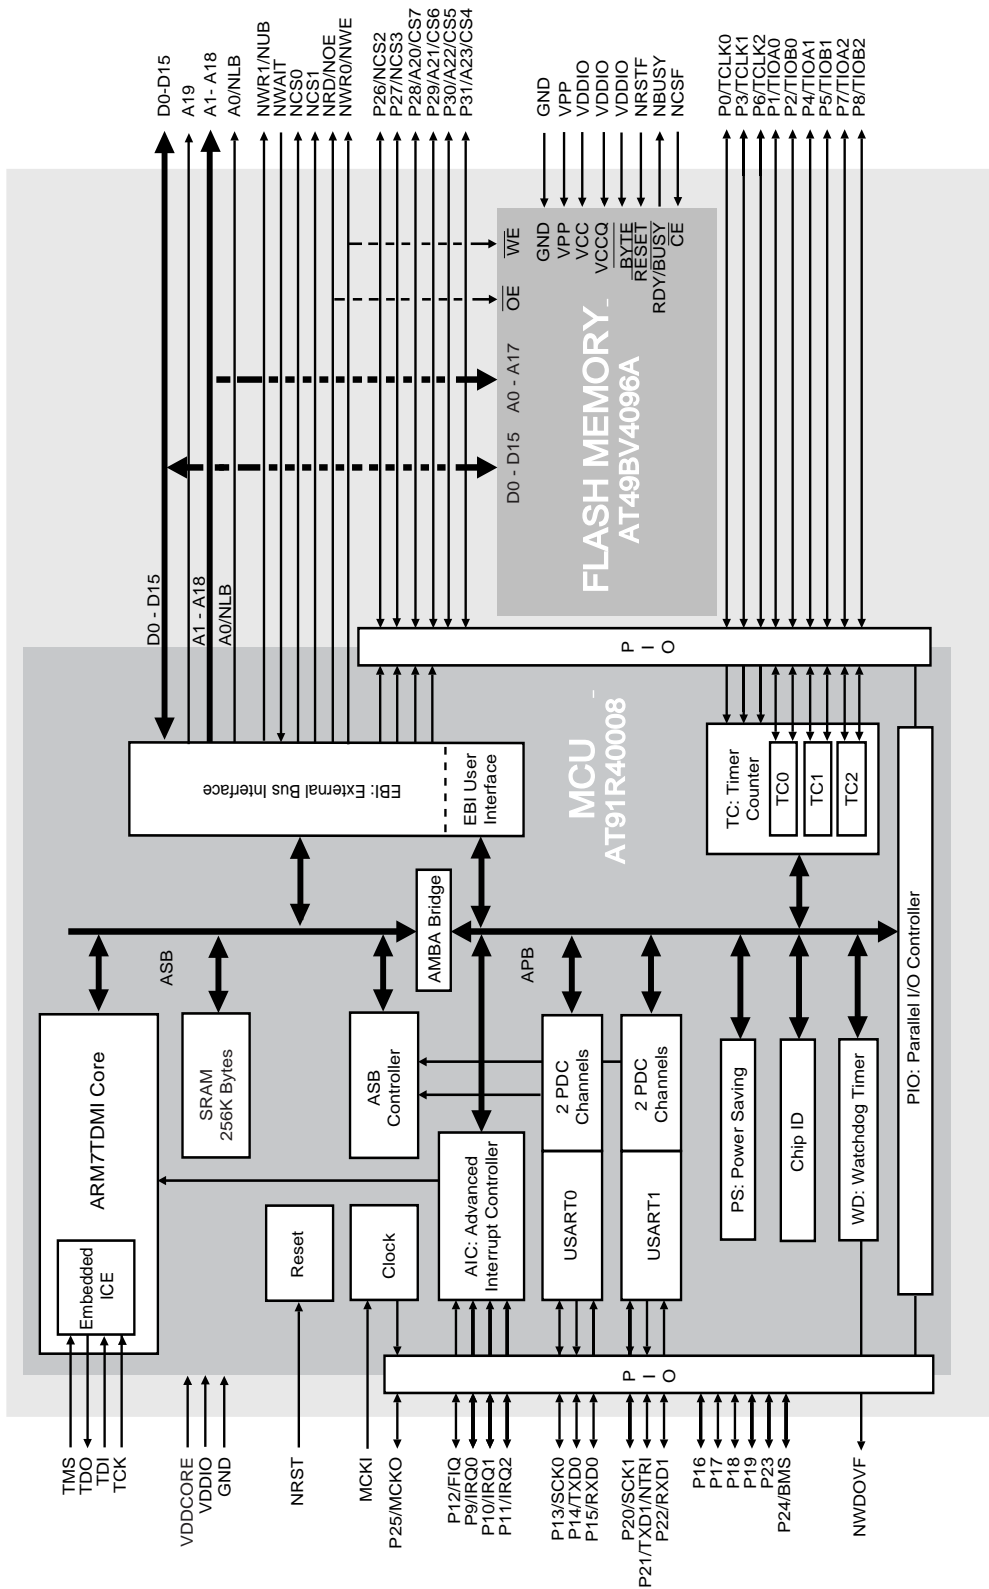 D0-D15
A19
A1- A18
A0/NLB
NWR1/NUB
NWAIT
NCS0
NCS1
NRD/NOE
NWR0/NWE
P26/NCS2
P27/NCS3
P28/A20/CS7
P29/A21/CS6
P30/A22/CS5
P31/A23/CS4
GND
VPP
VDDIO
VDDIO
VDDIO
NRSTF
NBUSY
NCSF
P0/TCLK0
P3/TCLK1
P6/TCLK2
P1/TIOA0
P2/TIOB0
P4/TIOA1
P5/TIOB1
P7/TIOA2
P8/TIOB2
WE
OE
A0 - A17
D0 - D15
GND
VPP
VCC
VCCQ
BYTE
RESET
RDY/BUSY
CE
FLASH MEMORY
AT49BV4096A
D0 - D15
A1 - A18
A0/NLB
PIO
EBI: External Bus Interface
EBI User
Interface
MCU
AT91R40008
TC: Timer
Counter
TC0
TC1
TC2
AMBA Bridge
ASB
APB
PIO: Parallel I/O Controller
ARM7TDMI Core
Embedded
ICE
SRAM
256K Bytes
ASB
Controller
2 PDC
Channels
2 PDC
Channels
Reset
Clock
AIC: Advanced
Interrupt Controller
USART0
USART1
PS: Power Saving
Chip ID
WD: Watchdog Timer
PIO
TMS
TDO
TDI
TCK
VDDCORE
VDDIO
GND
NRST
MCKI
P25/MCKO
P12/FIQ
P9/IRQ0
P10/IRQ1
P11/IRQ2
P13/SCK0
P14/TXD0
P15/RXD0
P20/SCK1
P21/TXD1/NTRI
P22/RXD1
P16
P17
P18
P19
P23
P24/BMS
NWDOVF